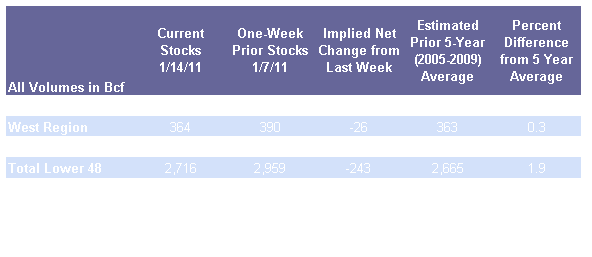 All Volumes in Bcf Current Stocks 1/14/11 One-Week Prior Stocks 1/7/11 Implied Net Change from Last Week Estimated Prior 5-Year (2005-2009) Average Percent Difference from 5 Year Average
West Region 364 390 -26 363 0.3
Total Lower 48 2,716 2,959 -243 2,665 1.9